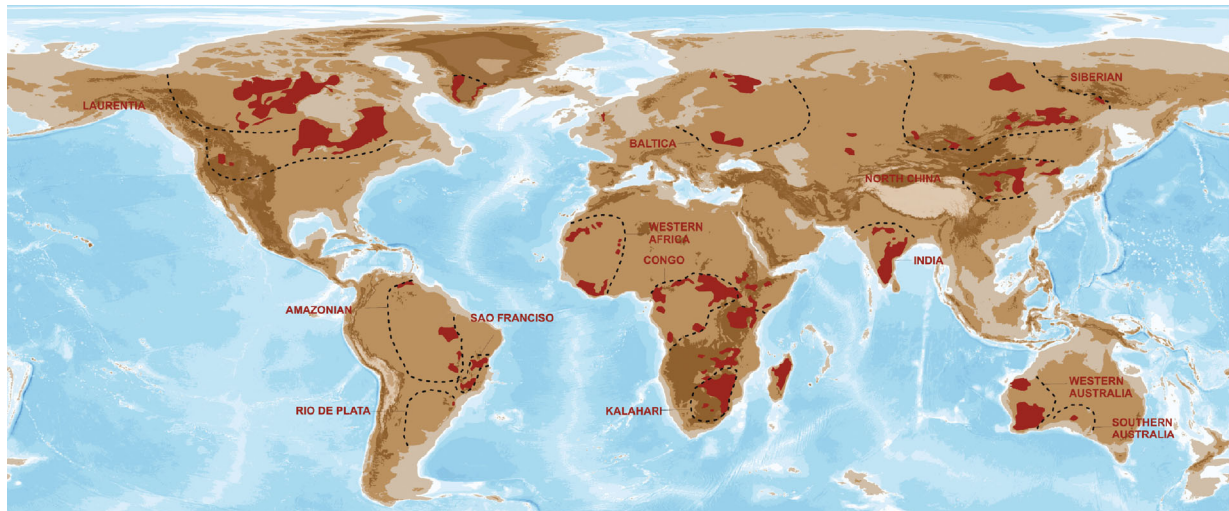 SIBERIAN
LAURENTIA
BALTICA
NORTH CHINA
WESTERN
AFRICA
CONGO
INDIA
AMAZONIAN
SAO FRANCISO
WESTERN
AUSTRALIA
RIO DE PLATA
KALAHARI
SOUTHERN
AUSTRALIA